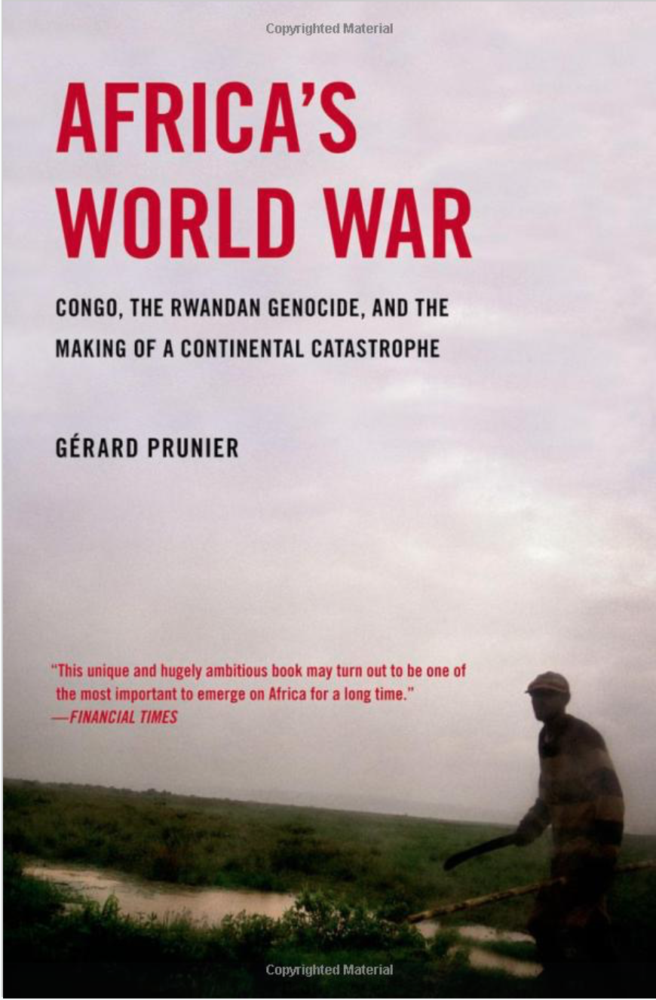 Copyrighted Material
AFRICA’S
WORLD WAR
CONGO, THE RWANDAN GENOCIDE, AND THE
MAKING OF A CONTINENTAL CATASTROPHE
GÉRARD PRUNIER
“This unique and hugely ambitious book may turn out to be one of
the most important to emerge on Africa for a long time.”
—FINANCIAL TIMES
Copyrighted Material